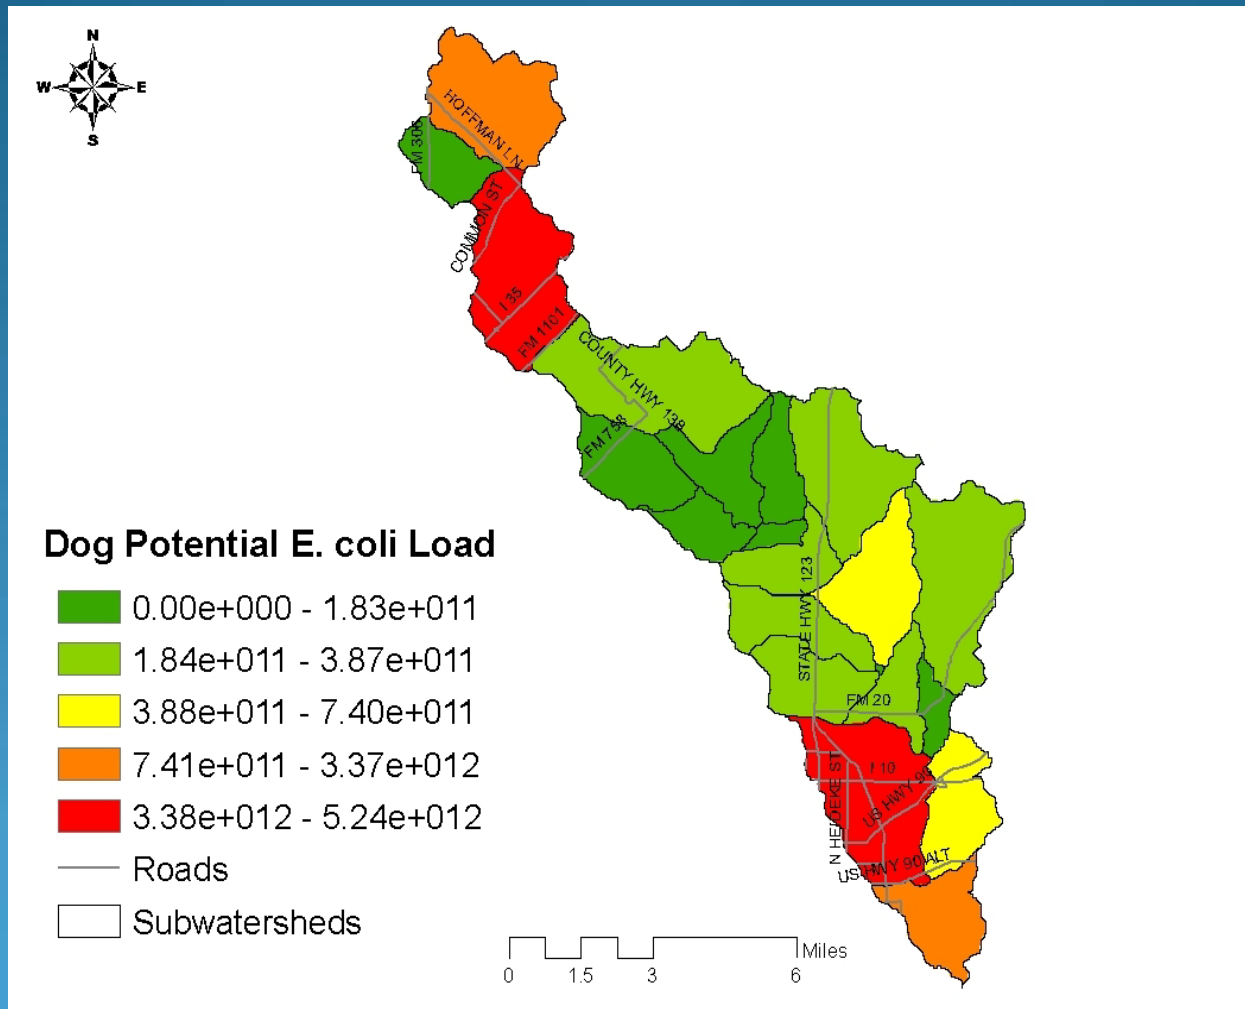 N
W E
S
HOFFMAN LN
FM 306
COMMON ST
I 35
FM 1101
COUNTY HWY 138
FM 758
STATE HWY 123
FM 20
I 10
US HWY 90
N HEIDEKE ST
US HWY 90 ALT
Dog Potential E. coli Load
0.00e+000 - 1.83e+011
1.84e+011 - 3.87e+011
3.88e+011 - 7.40e+011
7.41e+011 - 3.37e+012
3.38e+012 - 5.24e+012
Roads
Subwatersheds
Miles
0 1.5 3 6